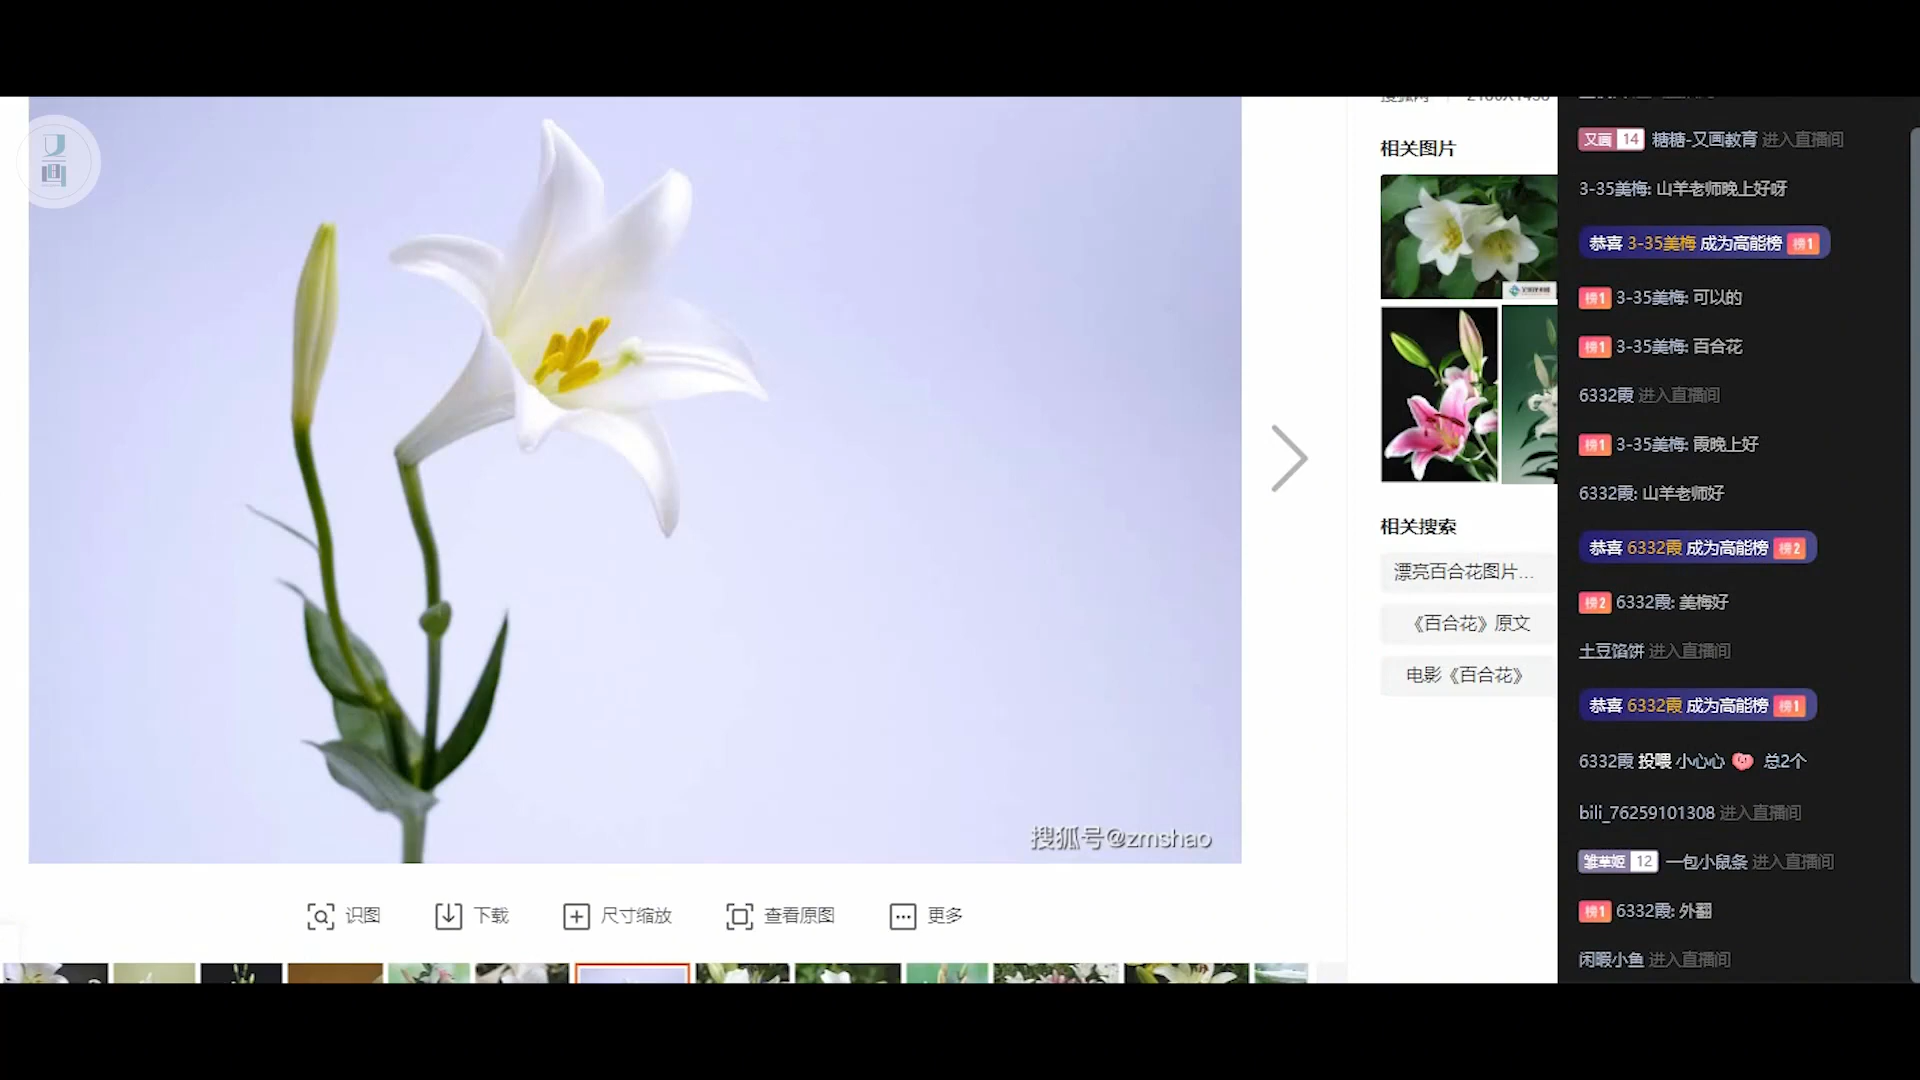 又画
搜狐号@zmshao
识图
下载
尺寸缩放
查看原图
更多
相关图片
相关搜索
漂亮百合花图片...
《百合花》原文
电影《百合花》
又画 14 糖糖-又画教育 进入直播间
3-35美梅: 山羊老师晚上好呀
恭喜 3-35美梅 成为高能榜 榜1
榜1 3-35美梅: 可以的
榜1 3-35美梅: 百合花
6332霞 进入直播间
榜1 3-35美梅: 霞晚上好
6332霞: 山羊老师好
恭喜 6332霞 成为高能榜 榜2
榜2 6332霞: 美梅好
土豆馅饼 进入直播间
恭喜 6332霞 成为高能榜 榜1
6332霞 投喂 小心心 总2个
bili_76259101308 进入直播间
雏草姬 12 一包小鼠条 进入直播间
榜1 6332霞: 外翻
闲暇小鱼 进入直播间